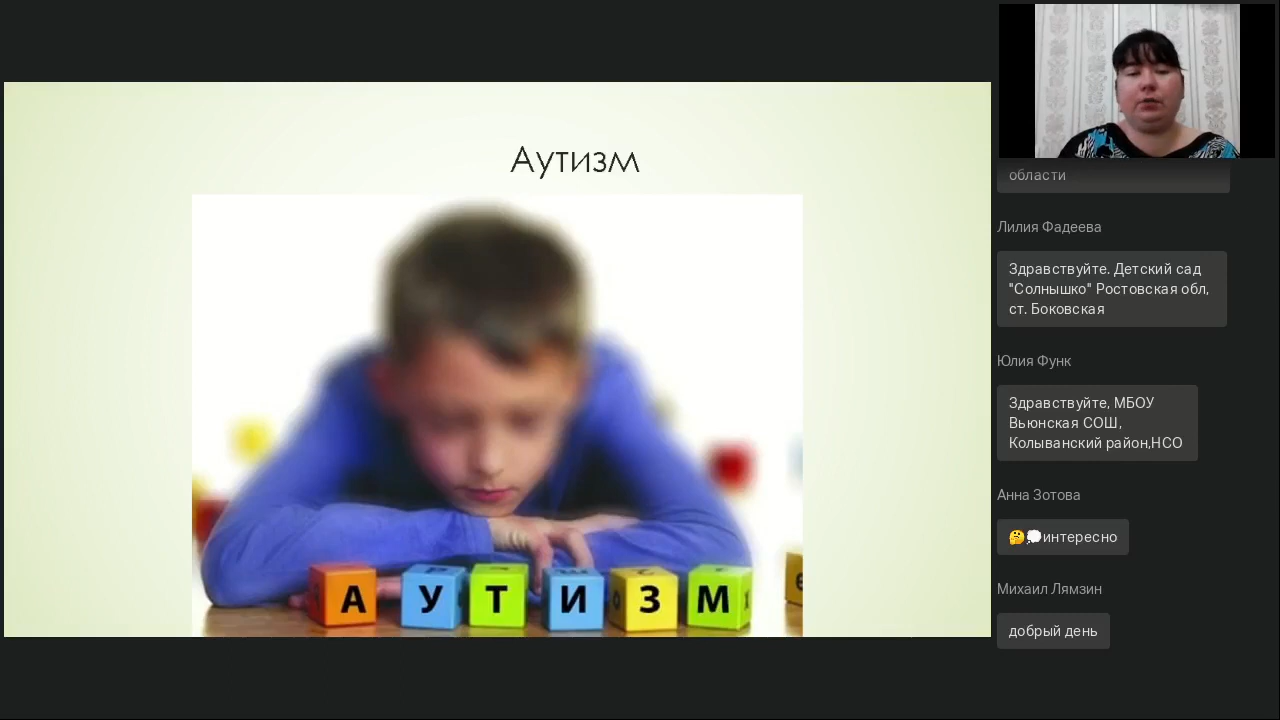 Аутизм
А У Т И З М
области
Лилия Фадеева
Здравствуйте. Детский сад
"Солнышко" Ростовская обл,
ст. Боковская
Юлия Функ
Здравствуйте, МБОУ
Вьюнская СОШ,
Колыванский район,НСО
Анна Зотова
🤔💭интересно
Михаил Лямзин
добрый день